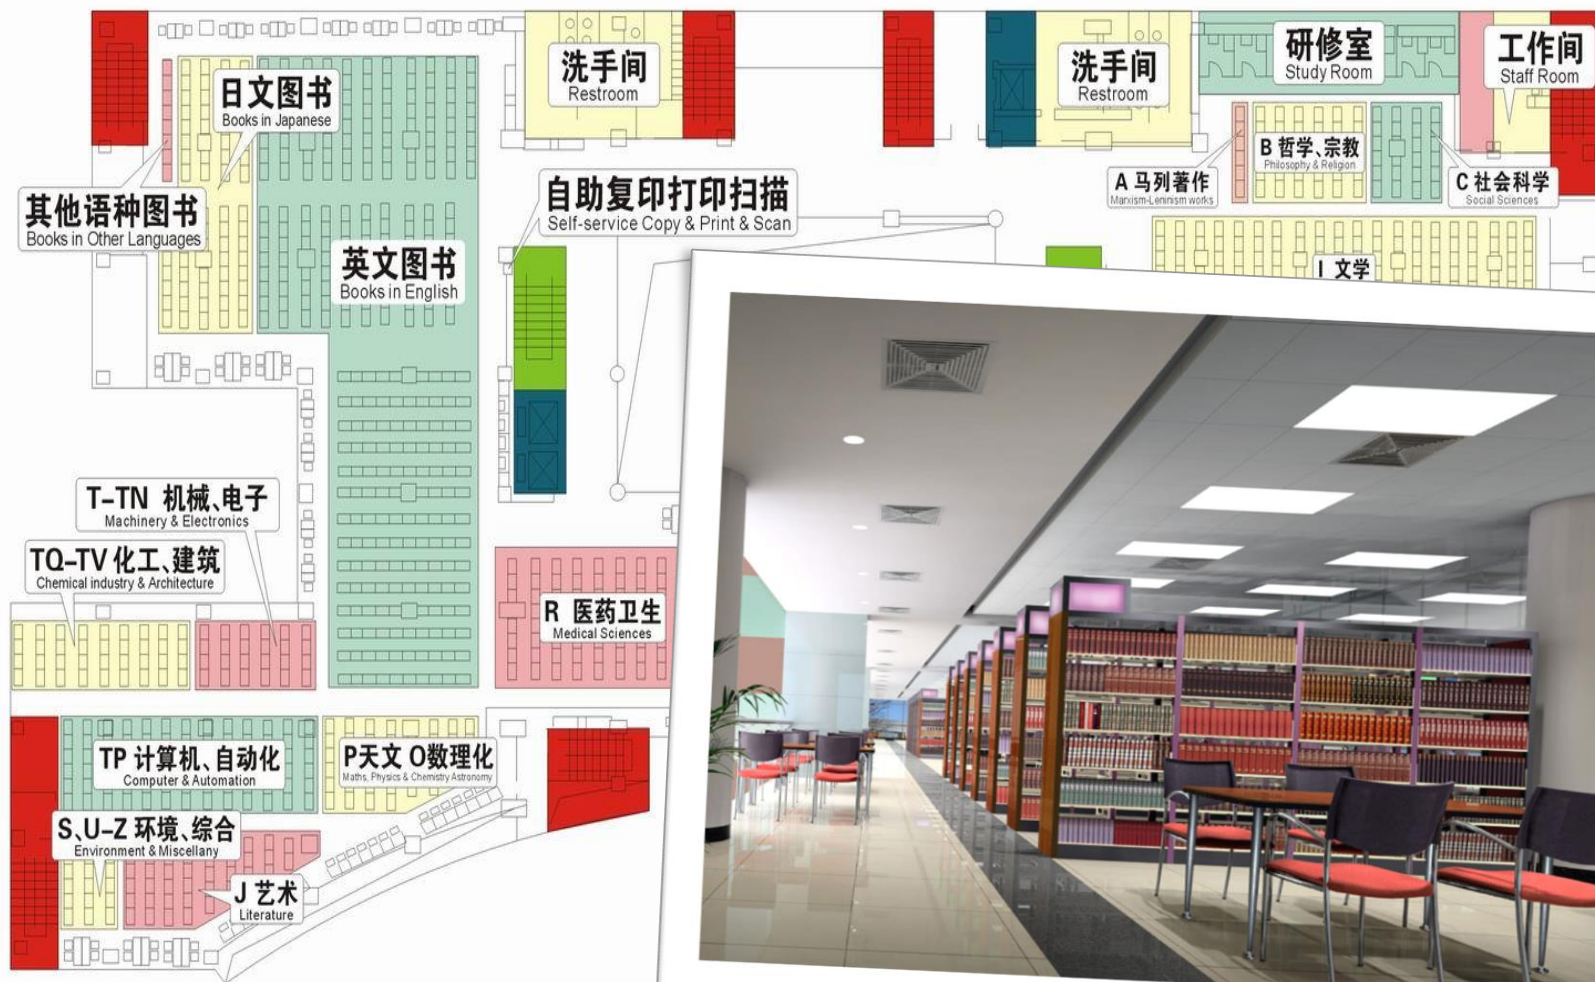 洗手间
Restroom
洗手间
Restroom
研修室
Study Room
工作间
Staff Room
日文图书
Books in Japanese
B 哲学、宗教
Philosophy & Religion
A 马列著作
Marxism-Leninism works
C 社会科学
Social Sciences
其他语种图书
Books in Other Languages
自助复印打印扫描
Self-service Copy & Print & Scan
英文图书
Books in English
I 文学
T-TN 机械、电子
Machinery & Electronics
TQ-TV 化工、建筑
Chemical industry & Architecture
R 医药卫生
Medical Sciences
TP 计算机、自动化
Computer & Automation
P天文 O数理化
Maths, Physics & Chemistry Astronomy
S、U-Z 环境、综合
Environment & Miscellany
J 艺术
Literature